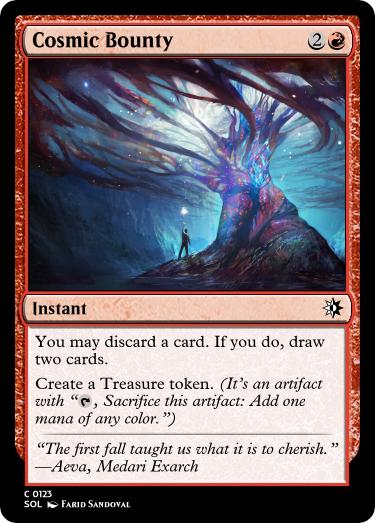 Cosmic Bounty 2
Instant
You may discard a card. If you do, draw
two cards.
Create a Treasure token. (It's an artifact
with “, Sacrifice this artifact: Add one
mana of any color.”)
“The first fall taught us what it is to cherish.”
—Aeva, Medari Exarch
C 0123
SOL Farid Sandoval